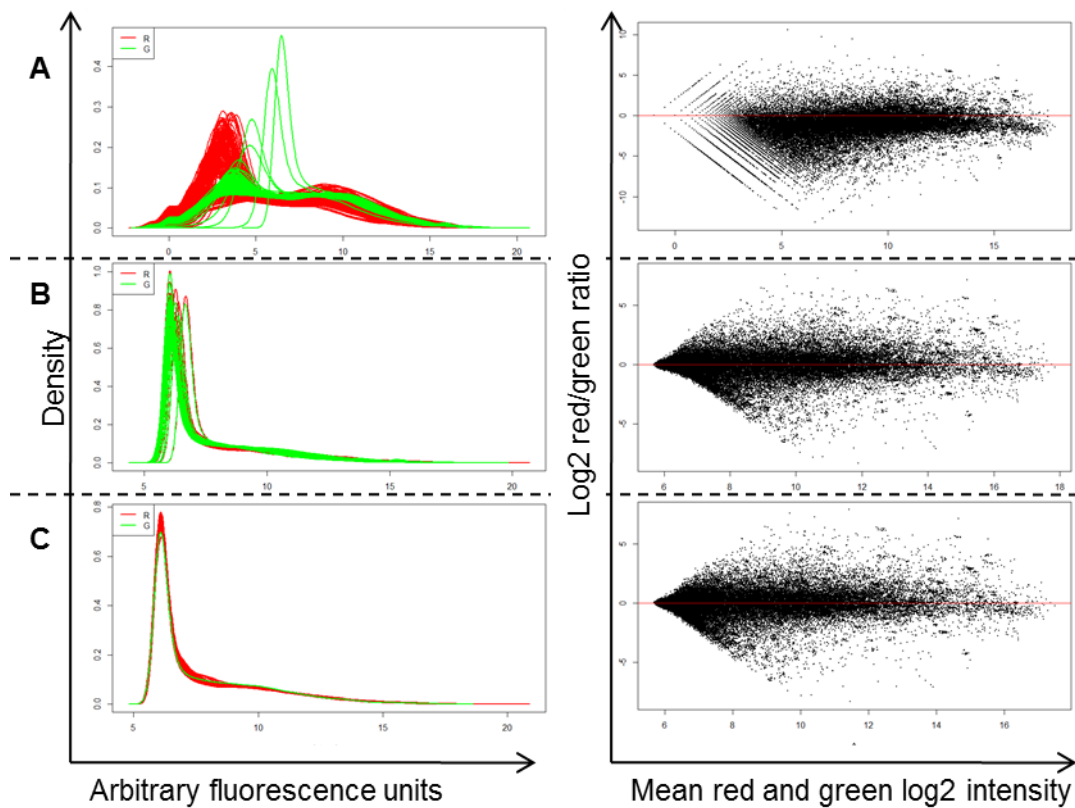 A
R
G
0.0 0.1 0.2 0.3 0.4
0 5 10 15 20
-10 -5 0 5 10
0 5 10 15
B
R
G
0.0 0.2 0.4 0.6 0.8 1.0
5 10 15 20
-5 0 5
6 8 10 12 14 16 18
C
R
G
0.0 0.2 0.4 0.6 0.8
5 10 15 20
-5 0 5
6 8 10 12 14 16
Density
Log2 red/green ratio
Arbitrary fluorescence units
Mean red and green log2 intensity